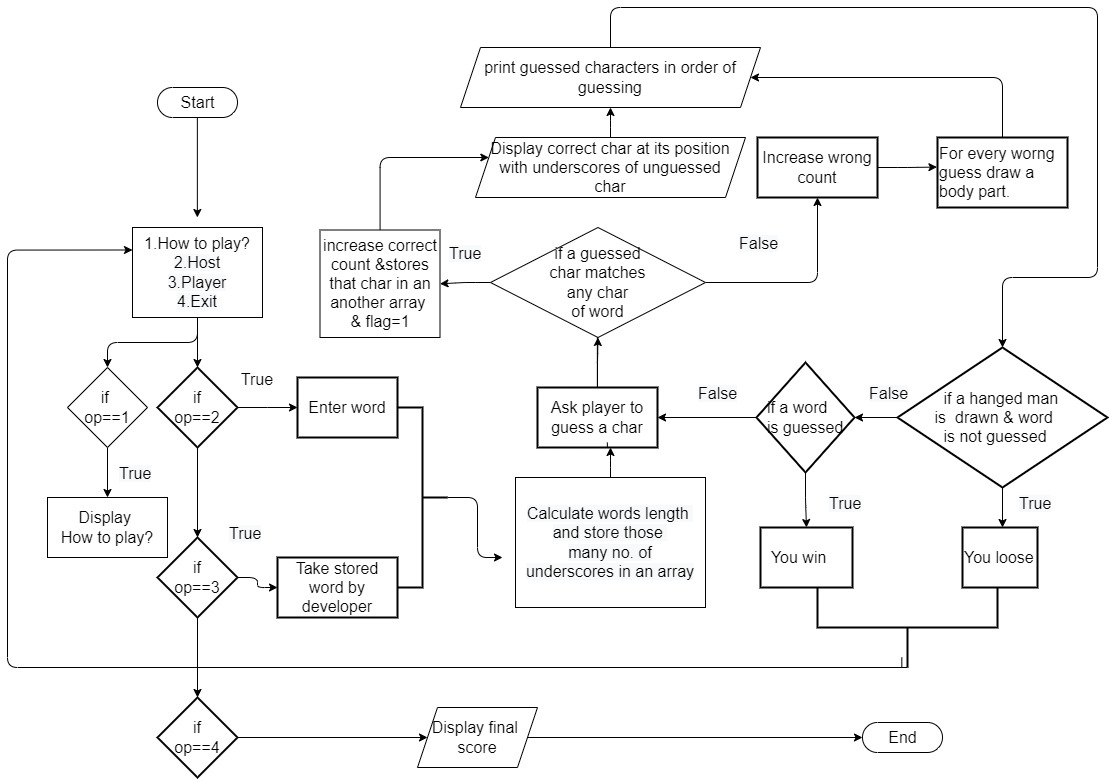 print guessed characters in order of
guessing
Start
Display correct char at its position
with underscores of unguessed
char
Increase wrong
count
For every worng
guess draw a
body part.
1.How to play?
2.Host
3.Player
4.Exit
increase correct
count &stores
that char in an
another array
& flag=1
True
if a guessed
char matches
any char
of word
False
if
op==1
if
op==2
True
Enter word
Ask player to
guess a char
False
if a word
is guessed
False
if a hanged man
is drawn & word
is not guessed
True
Display
How to play?
Calculate words length
and store those
many no. of
underscores in an array
True
True
You win
You loose
True
if
op==3
Take stored
word by
developer
if
op==4
Display final
score
End